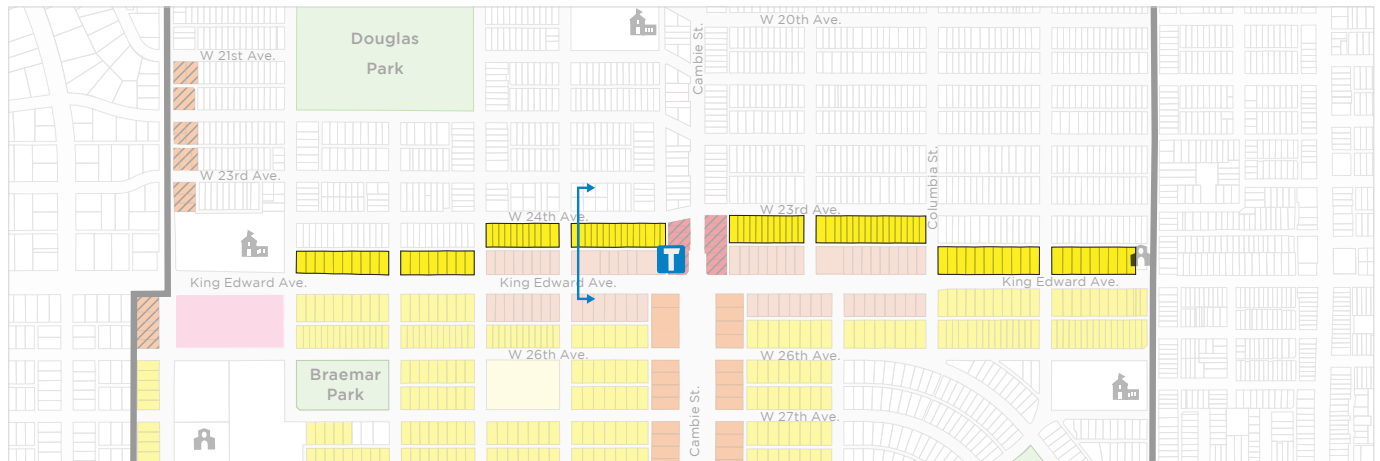 W 20th Ave.
Cambie St.
Douglas
Park
W 21st Ave.
W 23rd Ave.
Columbia St.
W 24th Ave.
W 23rd Ave.
T
King Edward Ave.
King Edward Ave.
King Edward Ave.
W 26th Ave.
W 26th Ave.
Braemar
Park
Cambie St.
W 27th Ave.